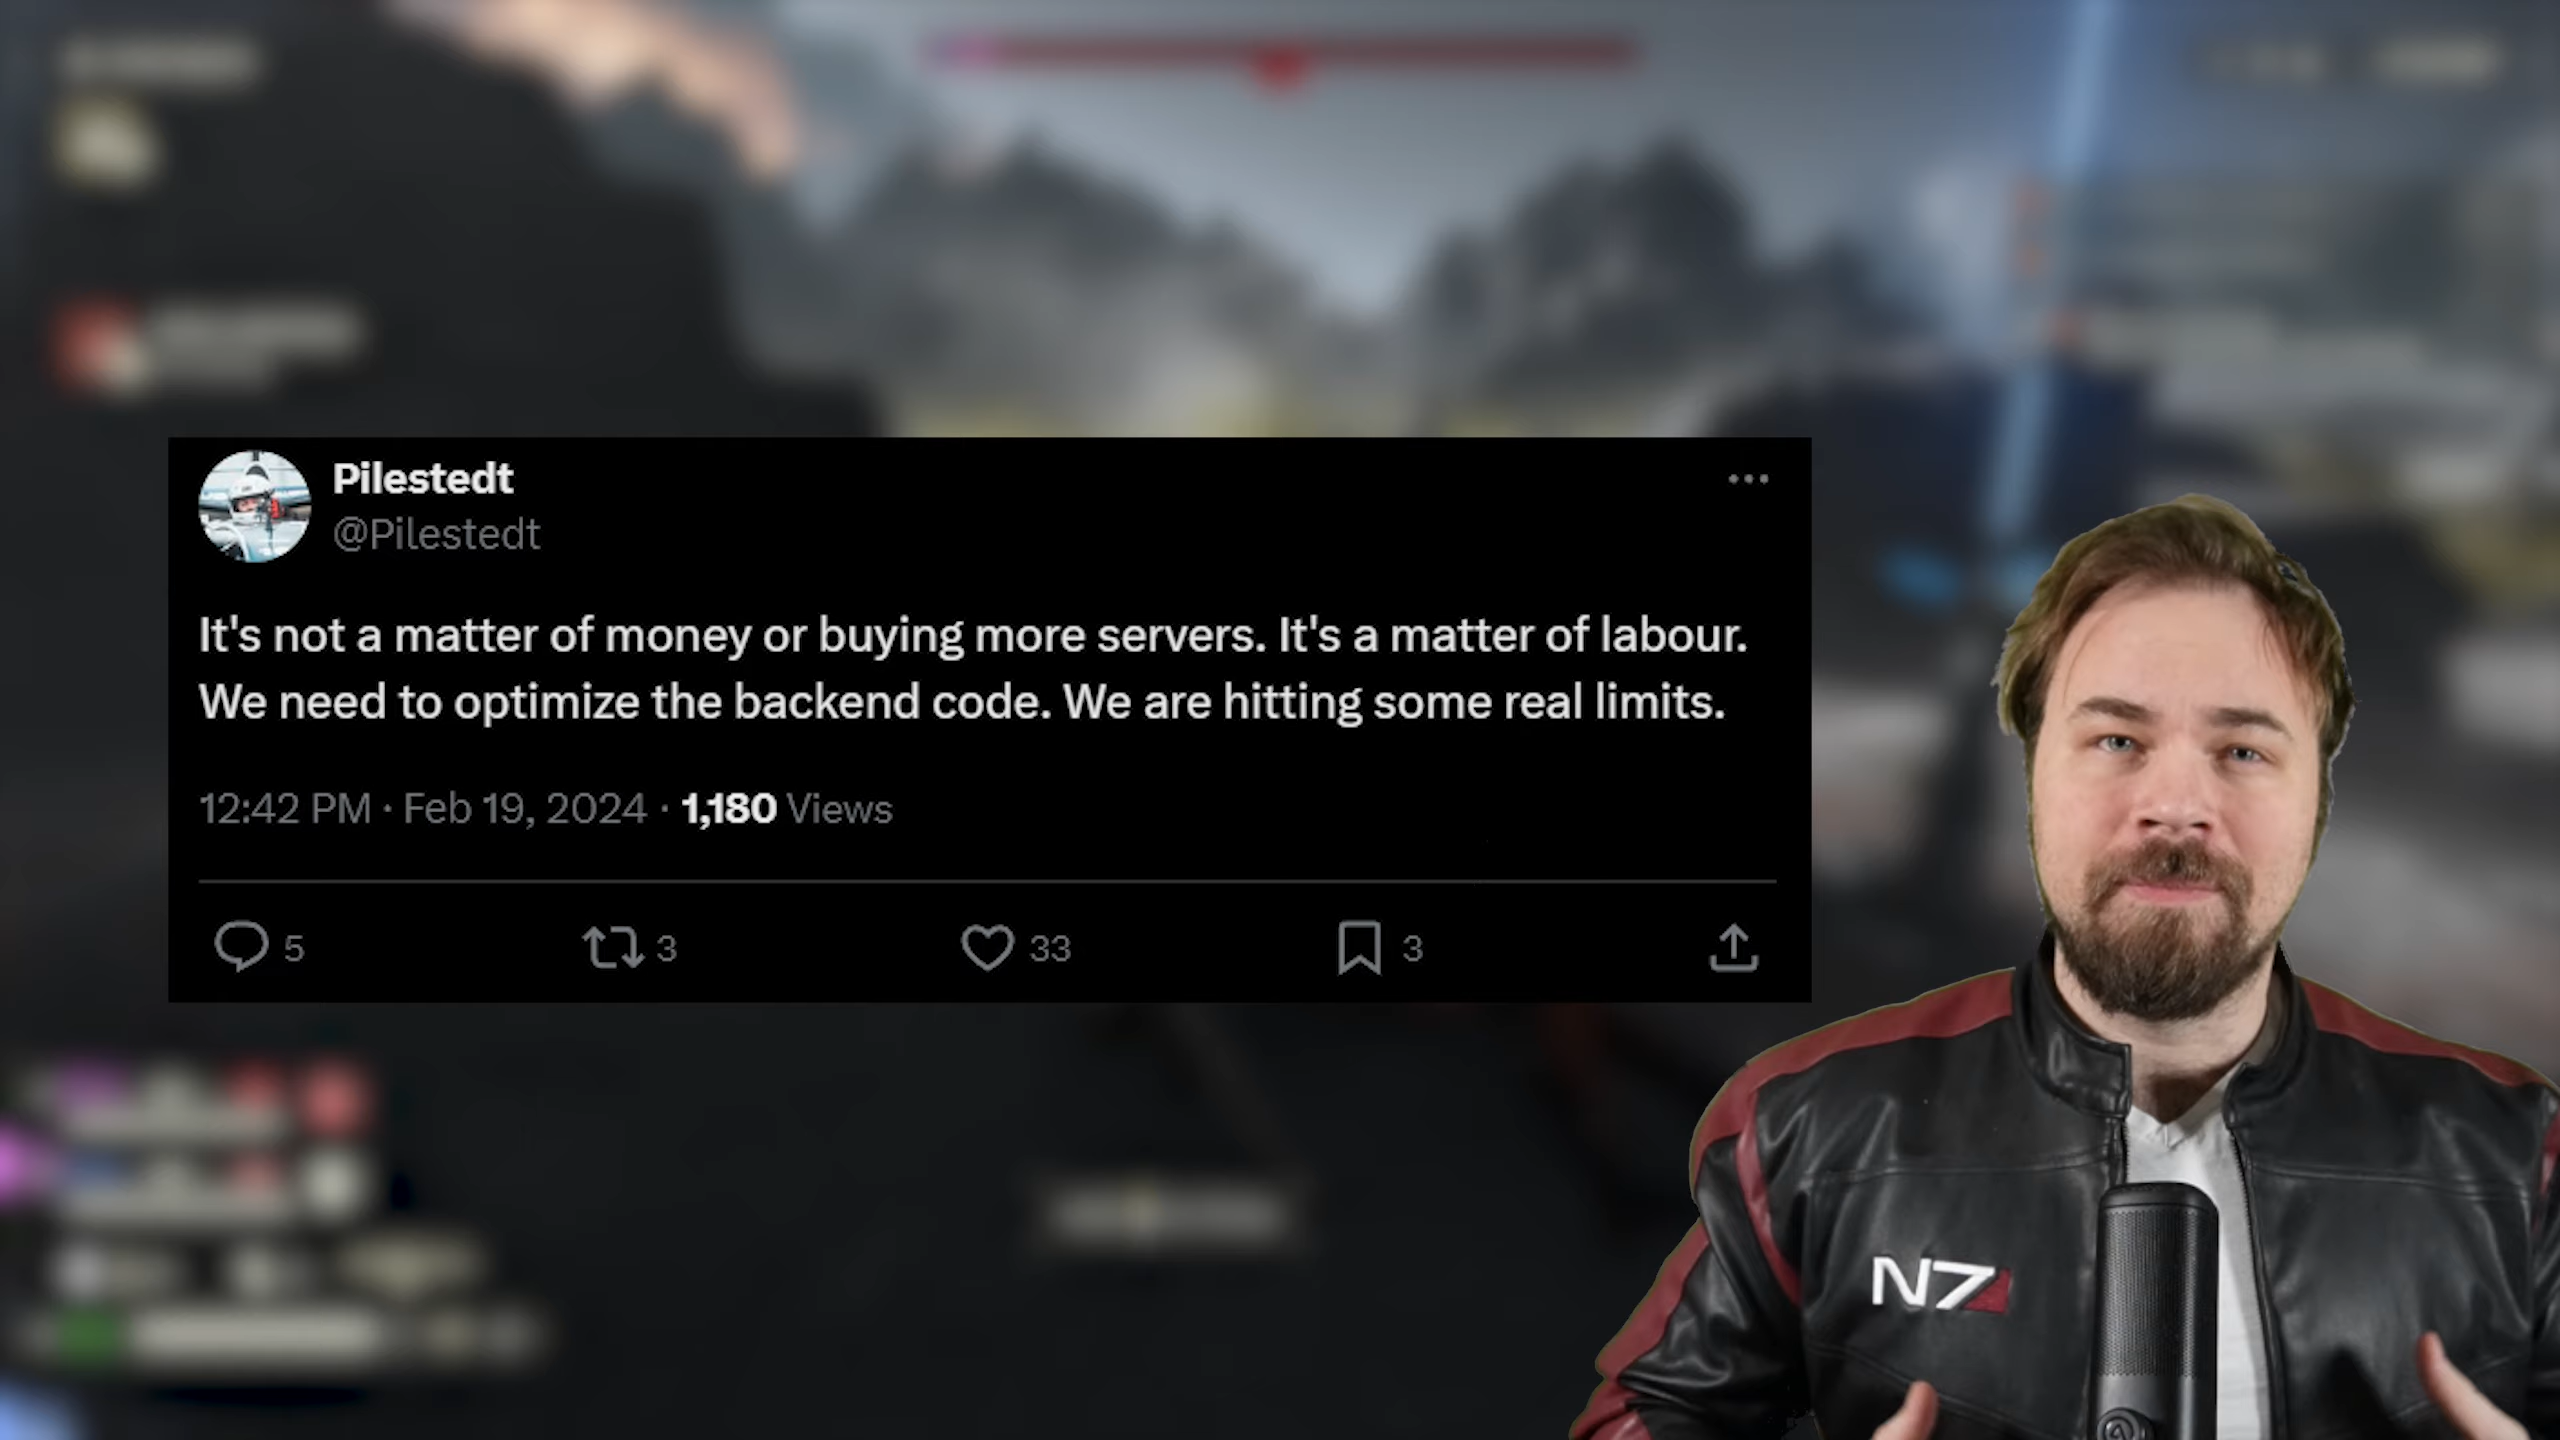 Pilestedt
@Pilestedt
It's not a matter of money or buying more servers. It's a matter of labour.
We need to optimize the backend code. We are hitting some real limits.
12:42 PM · Feb 19, 2024 · 1,180 Views
5 3 33 3
N7